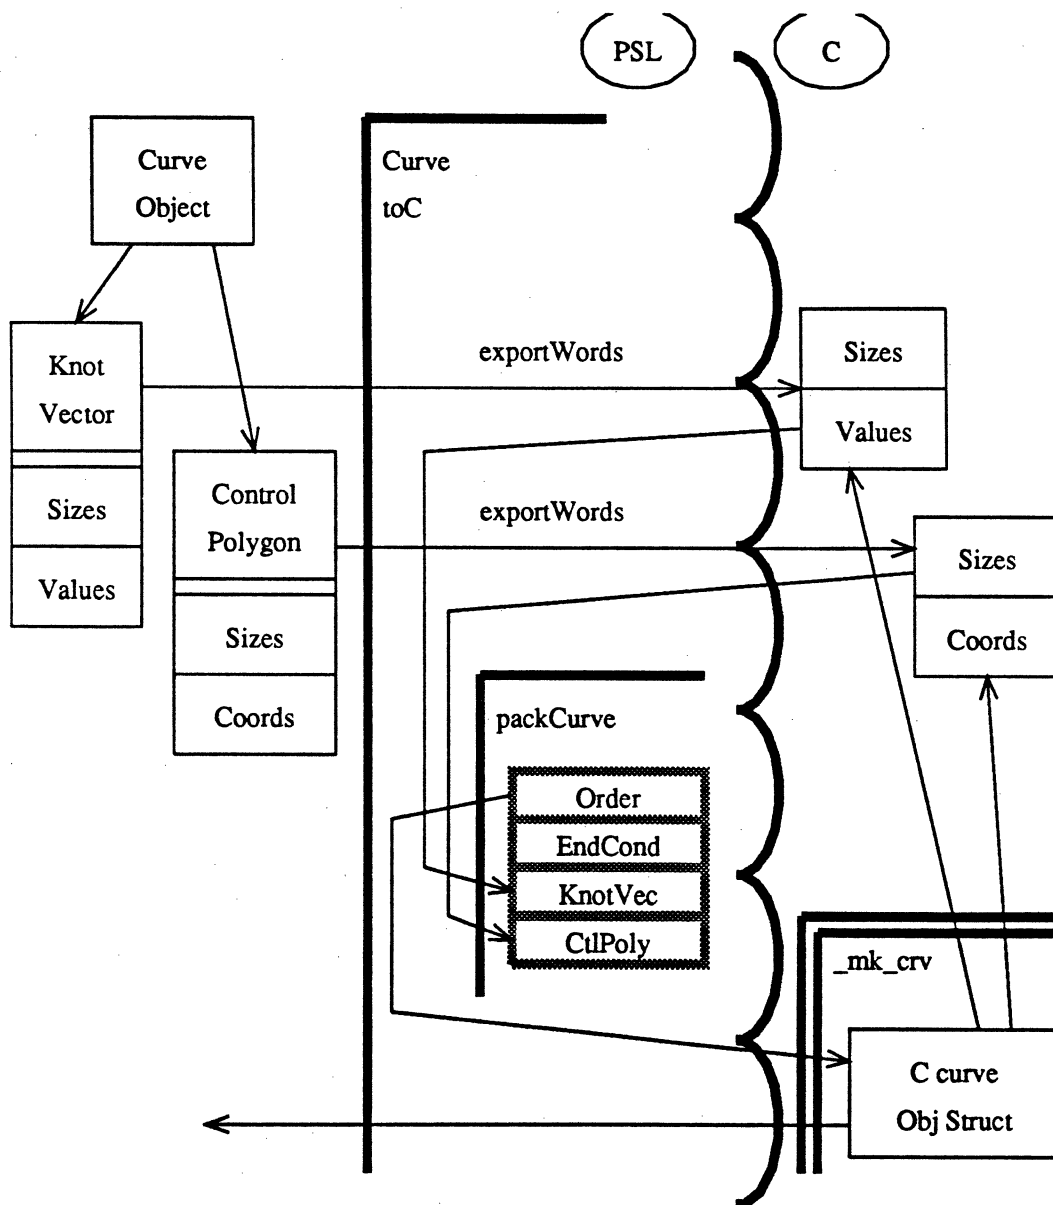 PSL
C
Curve
Object
Curve
toC
Knot
Vector
Sizes
Values
exportWords
Sizes
Values
Control
Polygon
Sizes
Coords
exportWords
Sizes
Coords
packCurve
Order
EndCond
KnotVec
CtlPoly
_mk_crv
C curve
Obj Struct